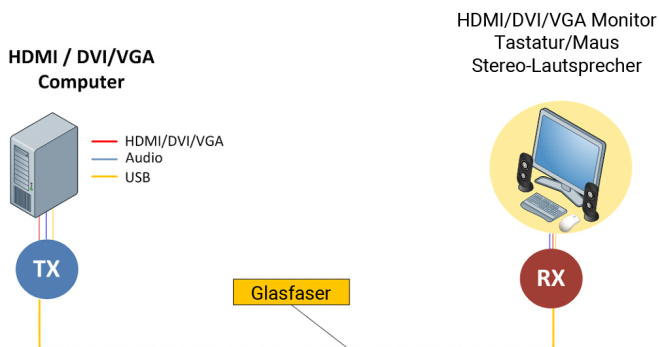 HDMI / DVI/VGA
Computer
HDMI/DVI/VGA
Audio
USB
TX
HDMI/DVI/VGA Monitor
Tastatur/Maus
Stereo-Lautsprecher
RX
Glasfaser